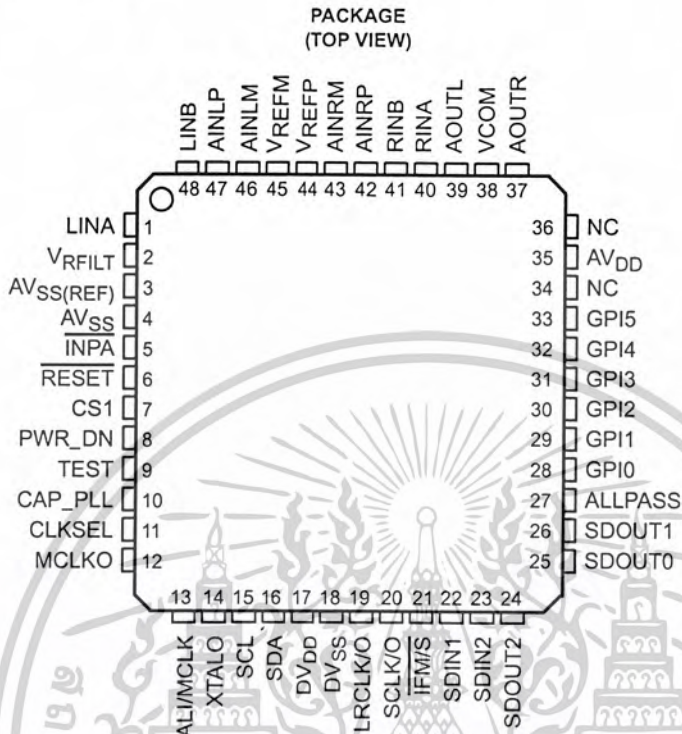 PACKAGE
(TOP VIEW)
LINB AINLP AINLM VREFM VREFP AINRM AINRP RINB RINA AOUTL VCOM AOUTR
48 47 46 45 44 43 42 41 40 39 38 37
LINA 1 36 NC
VRFILT 2 35 AVDD
AVSS(REF) 3 34 NC
AVSS 4 33 GPI5
INPA 5 32 GPI4
RESET 6 31 GPI3
CS1 7 30 GPI2
PWR_DN 8 29 GPI1
TEST 9 28 GPI0
CAP_PLL 10 27 ALLPASS
CLKSEL 11 26 SDOUT1
MCLKO 12 25 SDOUT0
13 14 15 16 17 18 19 20 21 22 23 24
ALI/MCLK XTALO SCL SDA DVDD DVSS LRCLK/O SCLK/O IFM/S SDIN1 SDIN2 SDOUT2